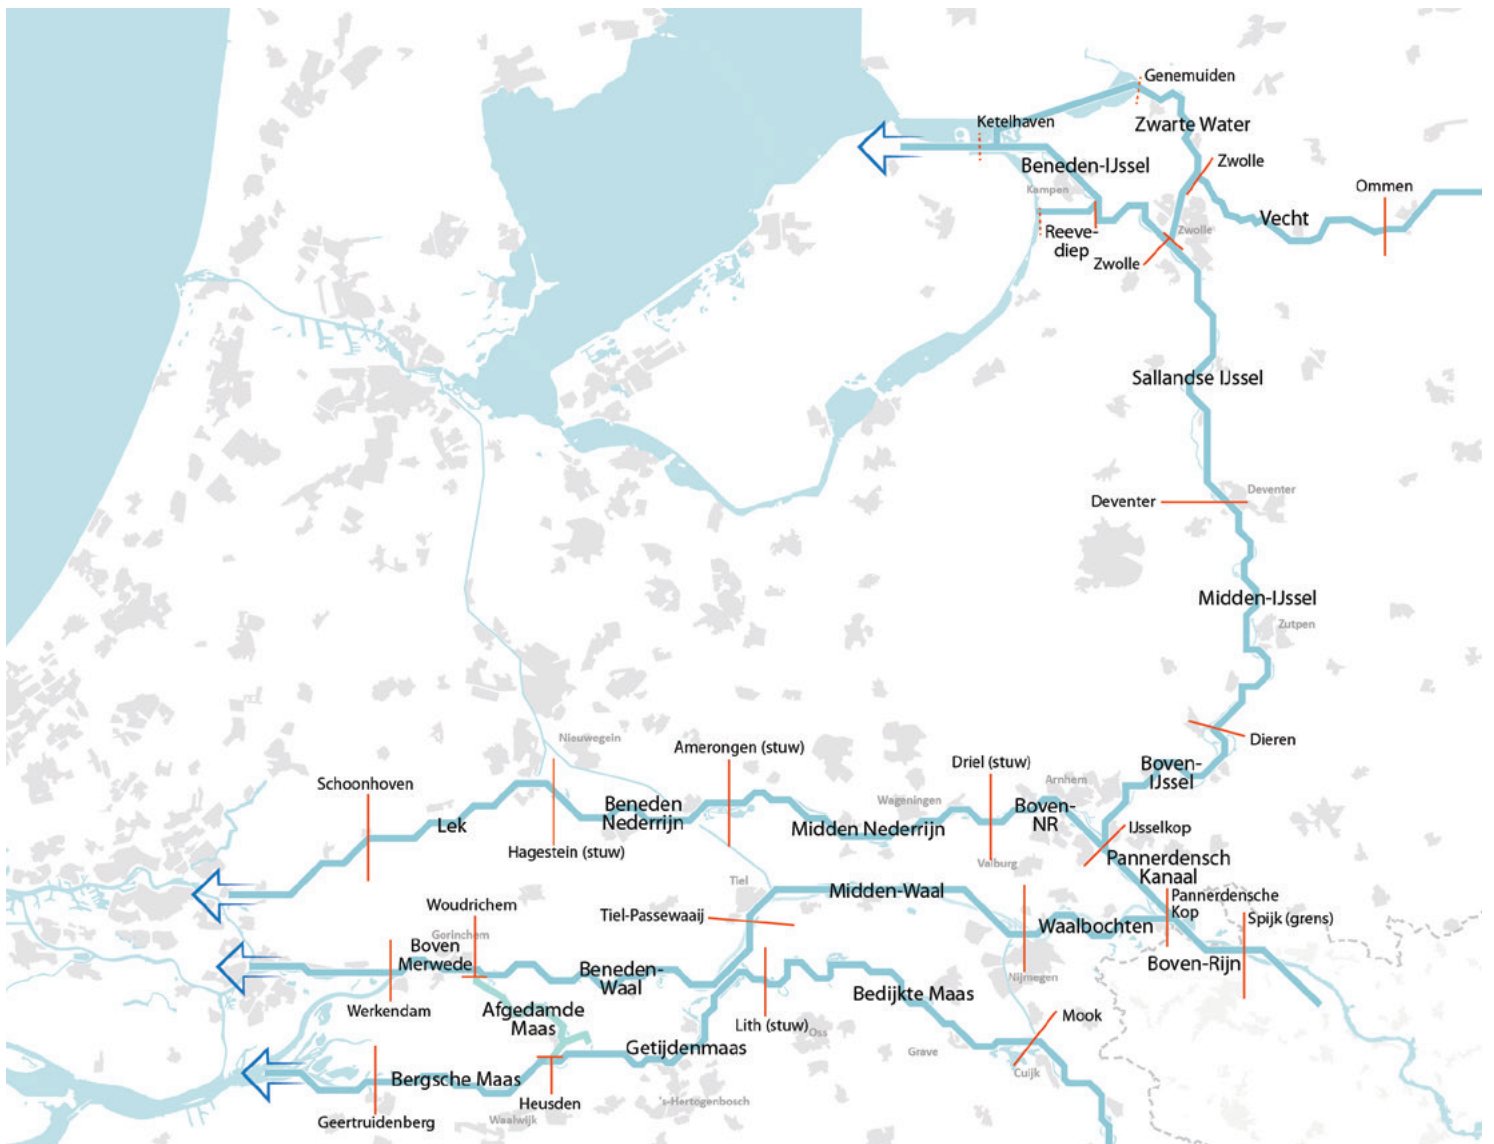 Genemuiden
Ketelhaven
Zwarte Water
Beneden-IJssel
Zwolle
Kampen
Ommen
Vecht
Reeve-
diep
Zwolle
Zwolle
Sallandse IJssel
Deventer
Deventer
Midden-IJssel
Zutpen
Nieuwegein
Amerongen (stuw)
Dieren
Driel (stuw)
Boven-
IJssel
Arnhem
Schoonhoven
Wageningen
Beneden
Nederrijn
Boven-
NR
Lek
Midden Nederrijn
IJsselkop
Hagestein (stuw)
Valburg
Pannerdensch
Kanaal
Tiel
Midden-Waal
Pannerdensche
Kop
Woudrichem
Tiel-Passewaaij
Spijk (grens)
Waalbochten
Gorinchem
Boven
Merwede
Beneden-
Waal
Boven-Rijn
Nijmegen
Bedijkte Maas
Werkendam
Afgedamde
Maas
Lith (stuw)
Oss
Mook
Getijdenmaas
Grave
Cuijk
Bergsche Maas
Heusden
's-Hertogenbosch
Geertruidenberg
Waalwijk